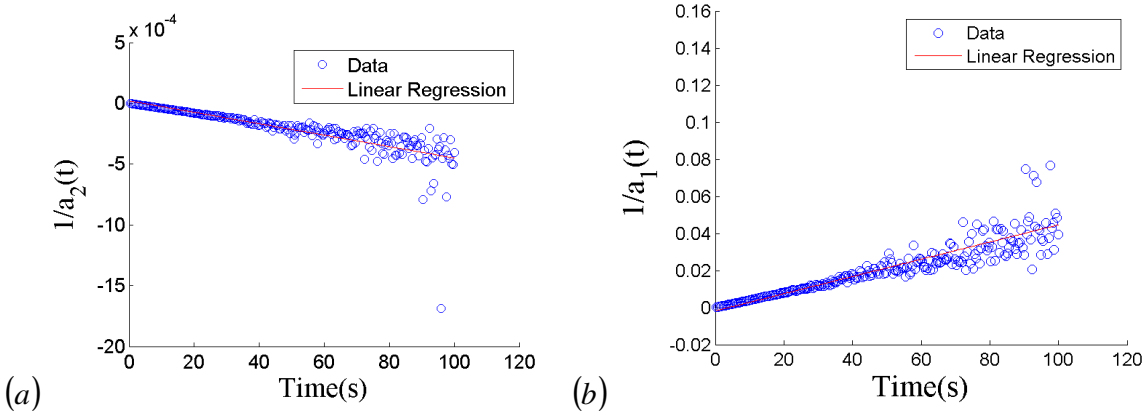 5 × 10⁻⁴
0
-5
-10
-15
-20
0 20 40 60 80 100 120
1/a₂(t)
Time(s)
Data
Linear Regression
(a)
0.16
0.14
0.12
0.1
0.08
0.06
0.04
0.02
0
-0.02
0 20 40 60 80 100 120
1/a₁(t)
Time(s)
Data
Linear Regression
(b)